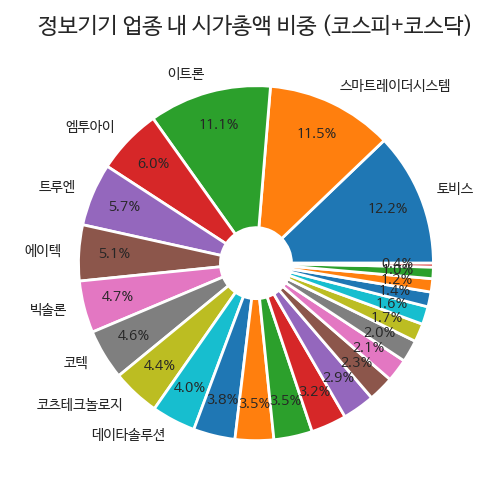 정보기기 업종 내 시가총액 비중 (코스피+코스닥)
토비스
12.2%
스마트레이더시스템
11.5%
이트론
11.1%
엠투아이
6.0%
트루엔
5.7%
에이텍
5.1%
빅솔론
4.7%
코텍
4.6%
코츠테크놀로지
4.4%
데이타솔루션
4.0%
3.8%
3.5%
3.5%
3.2%
2.9%
2.3%
2.1%
2.0%
1.7%
1.6%
1.4%
1.2%
1.0%
0.4%